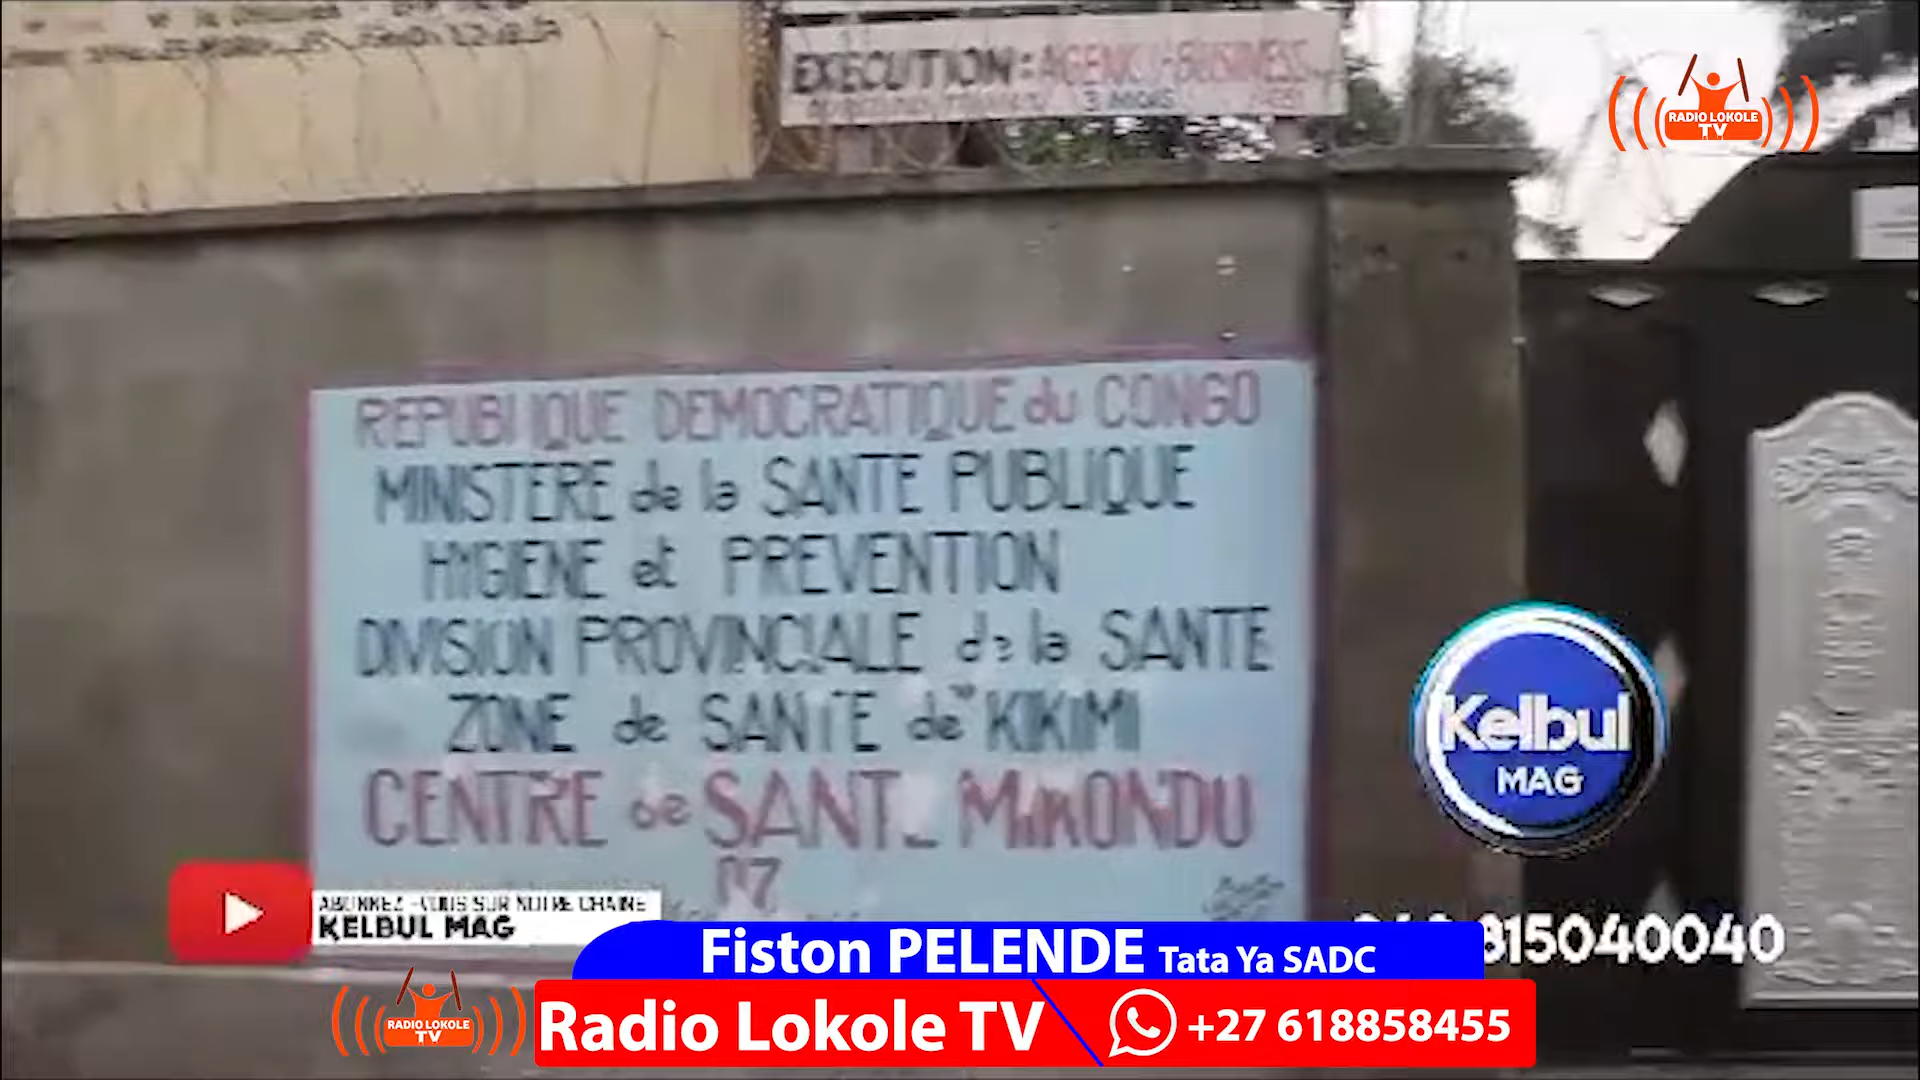 EXECUTION: BUSINESS
3 MOIS
RADIO LOKOLE
TV
REPUBLIQUE DEMOCRATIQUE du CONGO
MINISTERE de la SANTE PUBLIQUE
HYGIENE et PREVENTION
DIVISION PROVINCIALE de la SANTE
ZONE de SANTE de KIKIMI
CENTRE de SANTE
Kelbul
MAG
ABONNEZ-VOUS SUR NOTRE CHAINE
KELBUL MAG
815040040
Fiston PELENDE Tata Ya SADC
RADIO LOKOLE
TV
Radio Lokole TV +27 618858455